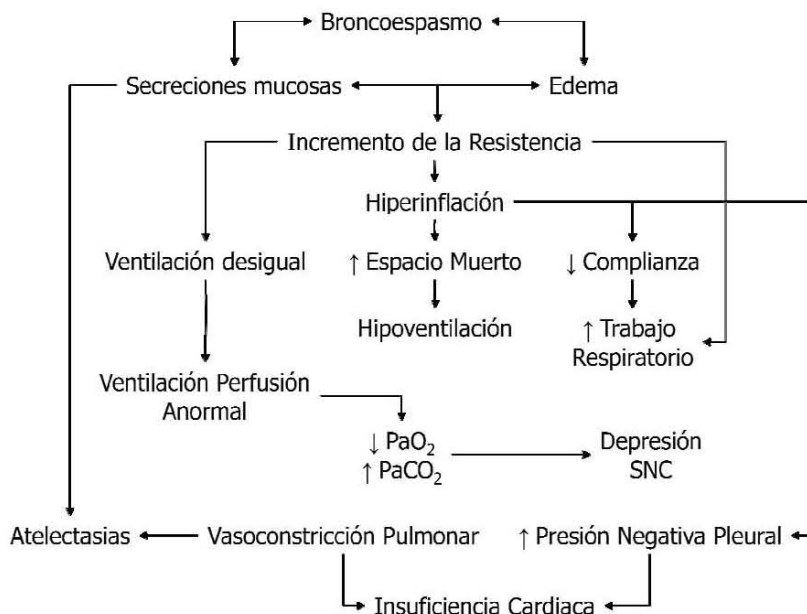 Broncoespasmo
Secreciones mucosas
Edema
Incremento de la Resistencia
Hiperinflación
Ventilación desigual
↑ Espacio Muerto
↓ Complianza
Hipoventilación
↑ Trabajo
Respiratorio
Ventilación Perfusión
Anormal
↓ PaO₂
↑ PaCO₂
Depresión
SNC
Atelectasias
Vasoconstricción Pulmonar
↑ Presión Negativa Pleural
Insuficiencia Cardiaca